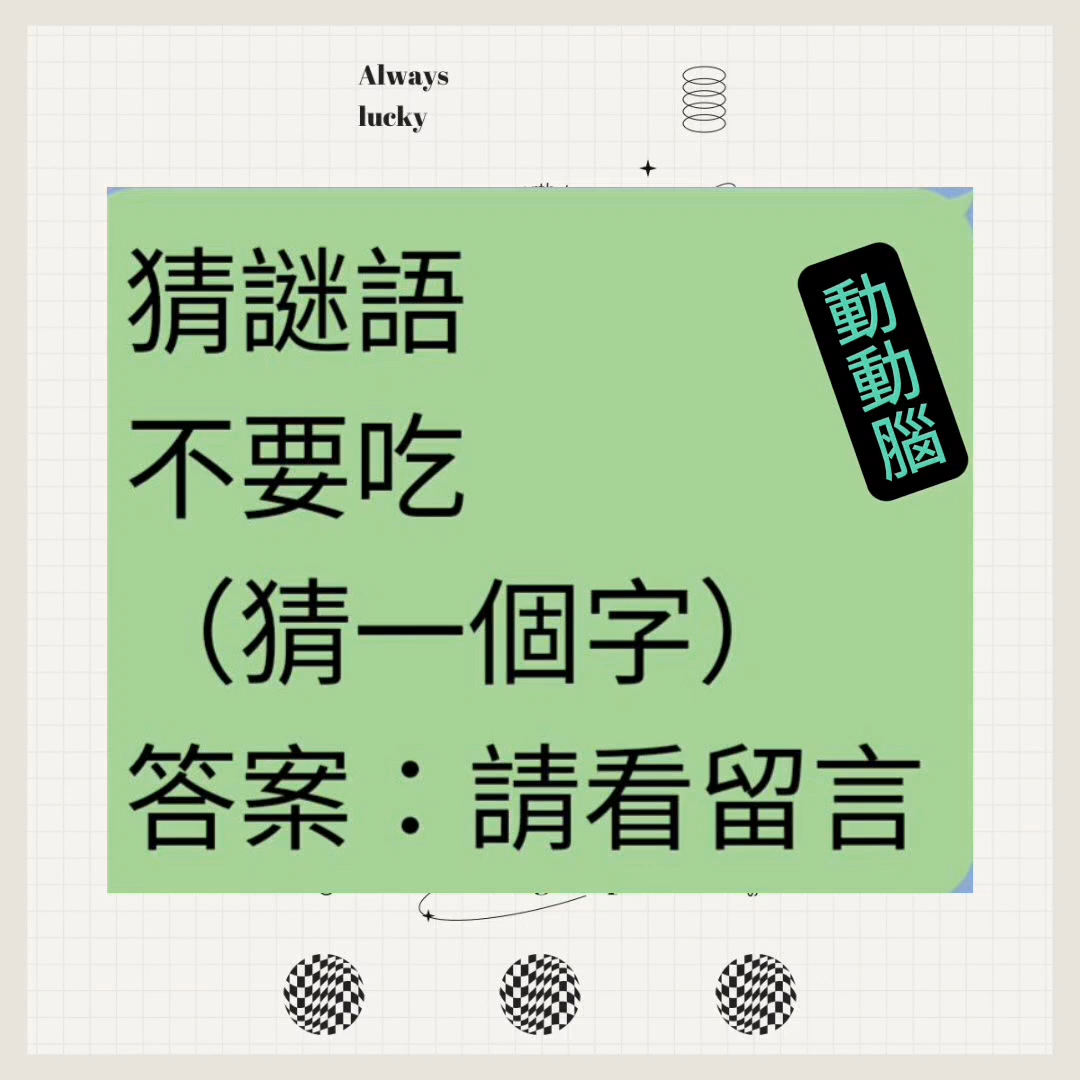 Always
lucky
動動腦
猜謎語
不要吃
（猜一個字）
答案：請看留言